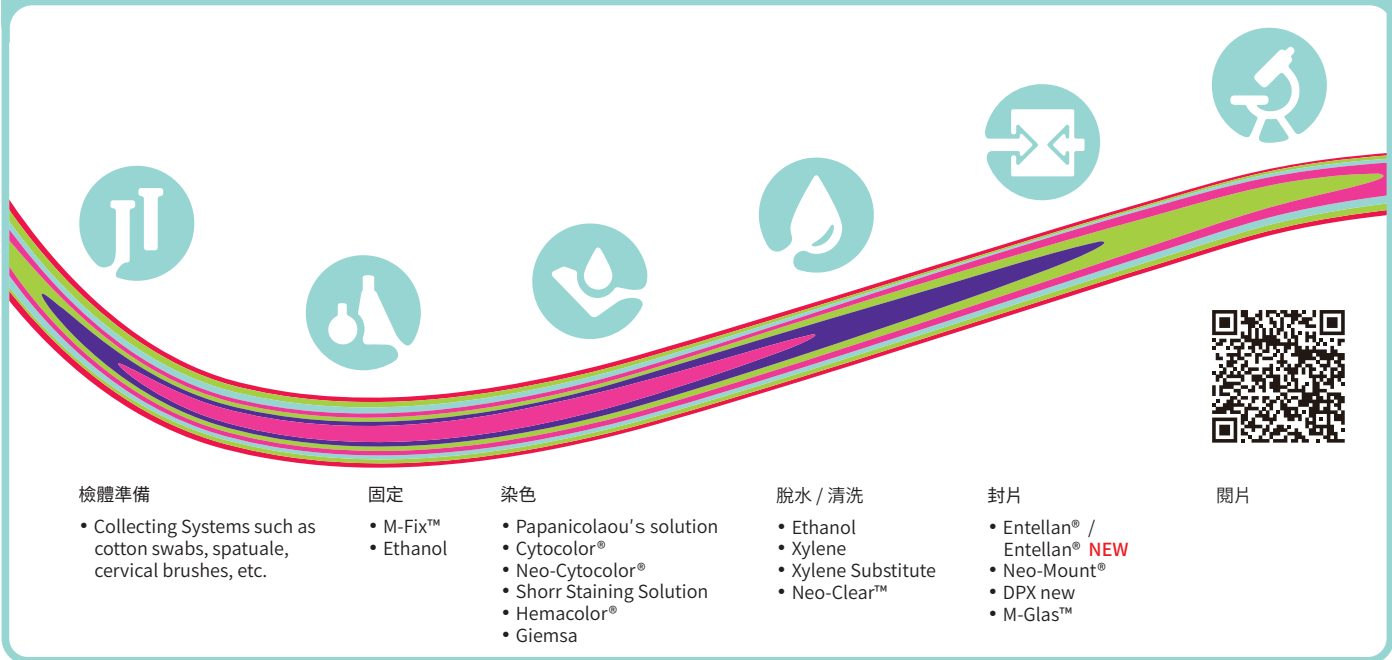 檢體準備
• Collecting Systems such as
cotton swabs, spatuale,
cervical brushes, etc.
固定
• M-Fix™
• Ethanol
染色
• Papanicolaou's solution
• Cytocolor®
• Neo-Cytocolor®
• Shorr Staining Solution
• Hemacolor®
• Giemsa
脫水 / 清洗
• Ethanol
• Xylene
• Xylene Substitute
• Neo-Clear™
封片
• Entellan® /
Entellan® NEW
• Neo-Mount®
• DPX new
• M-Glas™
閱片